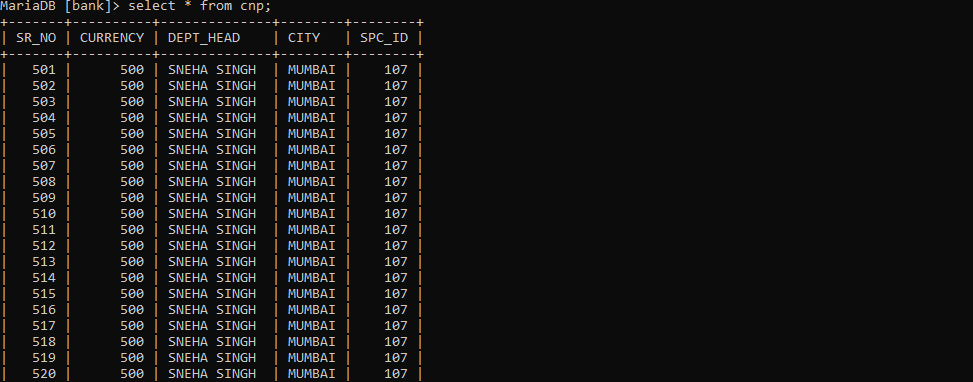 MariaDB [bank]> select * from cnp;
+-------+----------+--------------+--------+--------+
| SR_NO | CURRENCY | DEPT_HEAD    | CITY   | SPC_ID |
+-------+----------+--------------+--------+--------+
|   501 |      500 | SNEHA SINGH  | MUMBAI |    107 |
|   502 |      500 | SNEHA SINGH  | MUMBAI |    107 |
|   503 |      500 | SNEHA SINGH  | MUMBAI |    107 |
|   504 |      500 | SNEHA SINGH  | MUMBAI |    107 |
|   505 |      500 | SNEHA SINGH  | MUMBAI |    107 |
|   506 |      500 | SNEHA SINGH  | MUMBAI |    107 |
|   507 |      500 | SNEHA SINGH  | MUMBAI |    107 |
|   508 |      500 | SNEHA SINGH  | MUMBAI |    107 |
|   509 |      500 | SNEHA SINGH  | MUMBAI |    107 |
|   510 |      500 | SNEHA SINGH  | MUMBAI |    107 |
|   511 |      500 | SNEHA SINGH  | MUMBAI |    107 |
|   512 |      500 | SNEHA SINGH  | MUMBAI |    107 |
|   513 |      500 | SNEHA SINGH  | MUMBAI |    107 |
|   514 |      500 | SNEHA SINGH  | MUMBAI |    107 |
|   515 |      500 | SNEHA SINGH  | MUMBAI |    107 |
|   516 |      500 | SNEHA SINGH  | MUMBAI |    107 |
|   517 |      500 | SNEHA SINGH  | MUMBAI |    107 |
|   518 |      500 | SNEHA SINGH  | MUMBAI |    107 |
|   519 |      500 | SNEHA SINGH  | MUMBAI |    107 |
|   520 |      500 | SNEHA SINGH  | MUMBAI |    107 |